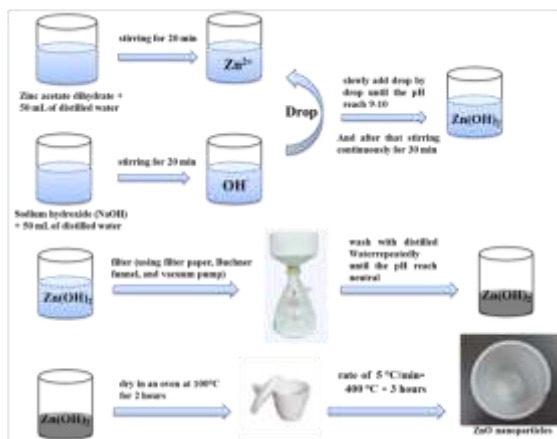 stirring for 20 min
Zn²⁺
Zinc acetate dihydrate +
50 mL of distilled water
Drop
slowly add drop by
drop until the pH
reach 9-10
And after that stirring
continuously for 30 min
Zn(OH)₂
stirring for 20 min
OH⁻
Sodium hydroxide (NaOH)
+ 50 mL of distilled water
filter (using filter paper, Buchner
funnel, and vacuum pump)
Zn(OH)₂
wash with distilled
Waterrepeatedly
until the pH reach
neutral
Zn(OH)₂
dry in an oven at 100°C
for 2 hours
Zn(OH)₂
rate of 5 °C/min=
400 °C = 3 hours
ZnO nanoparticles